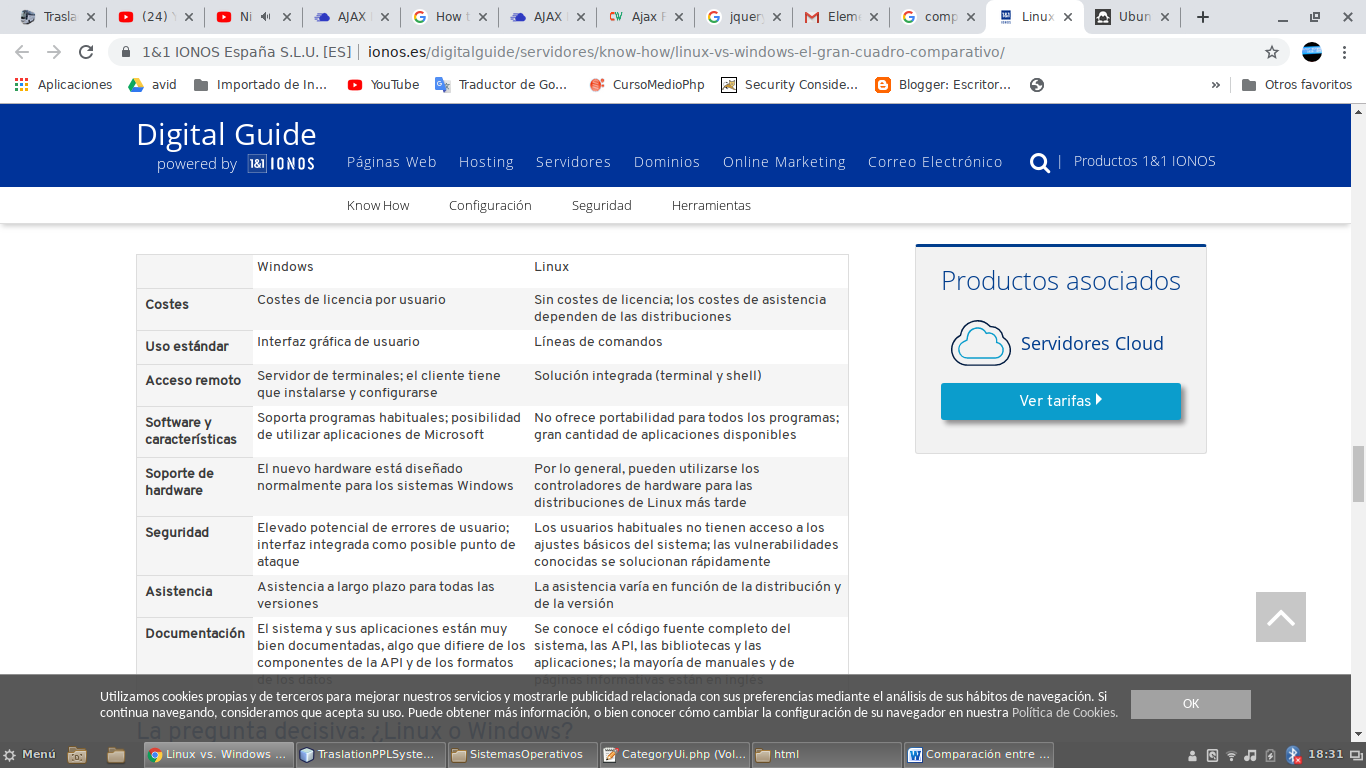 Trasla
(24) Y
Ni
AJAX
How t
AJAX
Ajax F
jquer
Elem
comp
Linux
Ubun
1&1 IONOS España S.L.U. [ES] | ionos.es/digitalguide/servidores/know-how/linux-vs-windows-el-gran-cuadro-comparativo/
Aplicaciones
avid
Importado de In...
YouTube
Traductor de Go...
CursoMedioPhp
Security Conside...
Blogger: Escritor...
»
Otros favoritos
Digital Guide
powered by 1&1 IONOS
Páginas Web
Hosting
Servidores
Dominios
Online Marketing
Correo Electrónico
Productos 1&1 IONOS
Know How
Configuración
Seguridad
Herramientas
Windows
Linux
Costes
Costes de licencia por usuario
Sin costes de licencia; los costes de asistencia
dependen de las distribuciones
Uso estándar
Interfaz gráfica de usuario
Líneas de comandos
Acceso remoto
Servidor de terminales; el cliente tiene
que instalarse y configurarse
Solución integrada (terminal y shell)
Software y
características
Soporta programas habituales; posibilidad
de utilizar aplicaciones de Microsoft
No ofrece portabilidad para todos los programas;
gran cantidad de aplicaciones disponibles
Soporte de
hardware
El nuevo hardware está diseñado
normalmente para los sistemas Windows
Por lo general, pueden utilizarse los
controladores de hardware para las
distribuciones de Linux más tarde
Seguridad
Elevado potencial de errores de usuario;
interfaz integrada como posible punto de
ataque
Los usuarios habituales no tienen acceso a los
ajustes básicos del sistema; las vulnerabilidades
conocidas se solucionan rápidamente
Asistencia
Asistencia a largo plazo para todas las
versiones
La asistencia varía en función de la distribución y
de la versión
Documentación
El sistema y sus aplicaciones están muy
bien documentadas, algo que difiere de los
componentes de la API y de los formatos
de los datos
Se conoce el código fuente completo del
sistema, las API, las bibliotecas y las
aplicaciones; la mayoría de manuales y de
páginas informativas están en inglés
Productos asociados
Servidores Cloud
Ver tarifas
La pregunta decisiva: ¿Linux o Windows?
Utilizamos cookies propias y de terceros para mejorar nuestros servicios y mostrarle publicidad relacionada con sus preferencias mediante el análisis de sus hábitos de navegación. Si
continua navegando, consideramos que acepta su uso. Puede obtener más información, o bien conocer cómo cambiar la configuración de su navegador en nuestra Política de Cookies.
OK
Menú
Linux vs. Windows ...
TraslationPPLSyste...
SistemasOperativos
CategoryUi.php (Vol...
html
Comparación entre ...
18:31